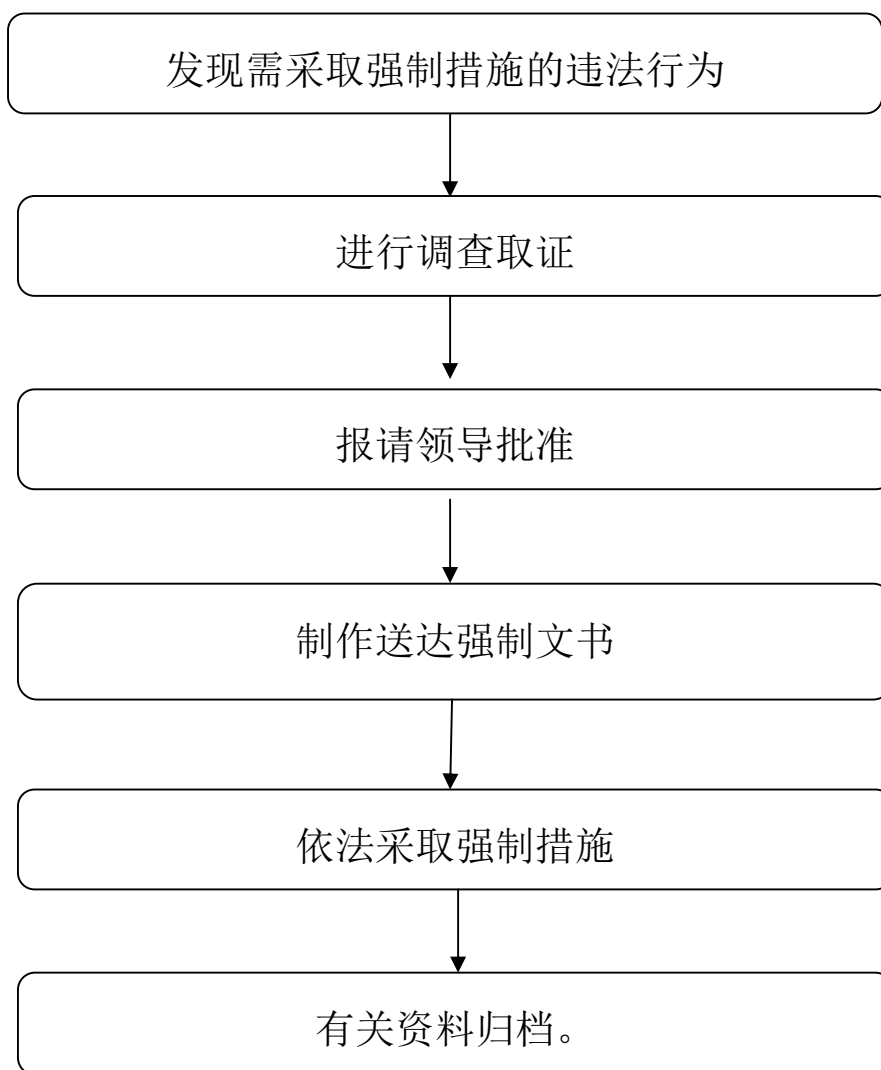 发现需采取强制措施的违法行为
进行调查取证
报请领导批准
制作送达强制文书
依法采取强制措施
有关资料归档。